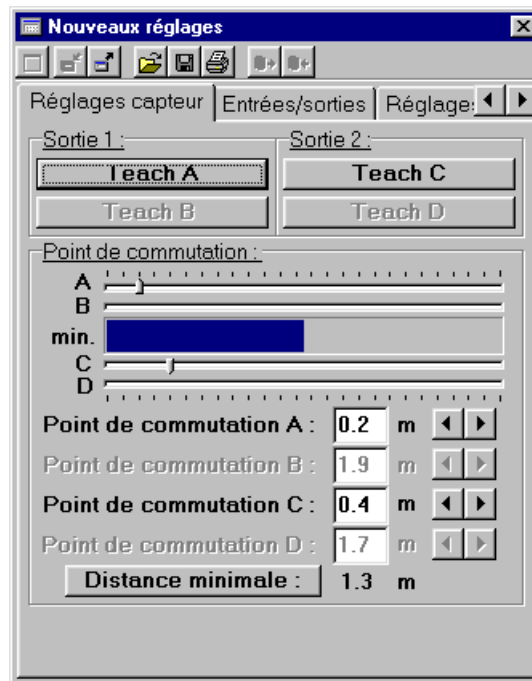 Nouveaux réglages
Réglages capteur Entrées/sorties Réglage
Sortie 1 : Sortie 2 :
Teach A Teach C
Teach B Teach D
Point de commutation :
A
B
min.
C
D
Point de commutation A : 0.2 m
Point de commutation B : 1.9 m
Point de commutation C : 0.4 m
Point de commutation D : 1.7 m
Distance minimale : 1.3 m